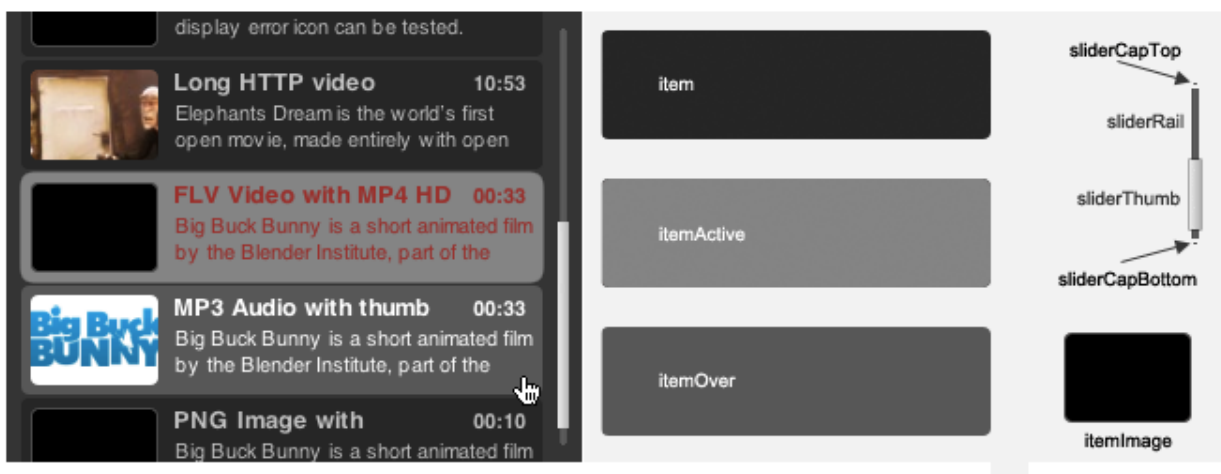 display error icon can be tested.
Long HTTP video 10:53
Elephants Dream is the world's first
open movie, made entirely with open
FLV Video with MP4 HD 00:33
Big Buck Bunny is a short animated film
by the Blender Institute, part of the
Big Buck
BUNNY
MP3 Audio with thumb 00:33
Big Buck Bunny is a short animated film
by the Blender Institute, part of the
PNG Image with 00:10
Big Buck Bunny is a short animated film
item
itemActive
itemOver
sliderCapTop
sliderRail
sliderThumb
sliderCapBottom
itemImage